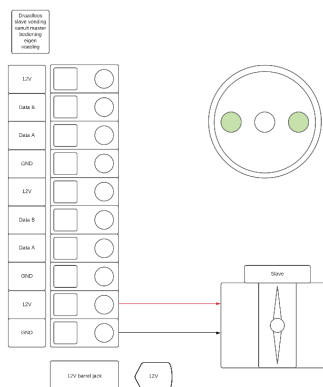 Draadloos
slave vonding
vanuit master
bediening
eigen
voeding
12V
Data B
Data A
GND
12V
Data B
Data A
GND
12V
GND
Slave
12V barrel jack
12V